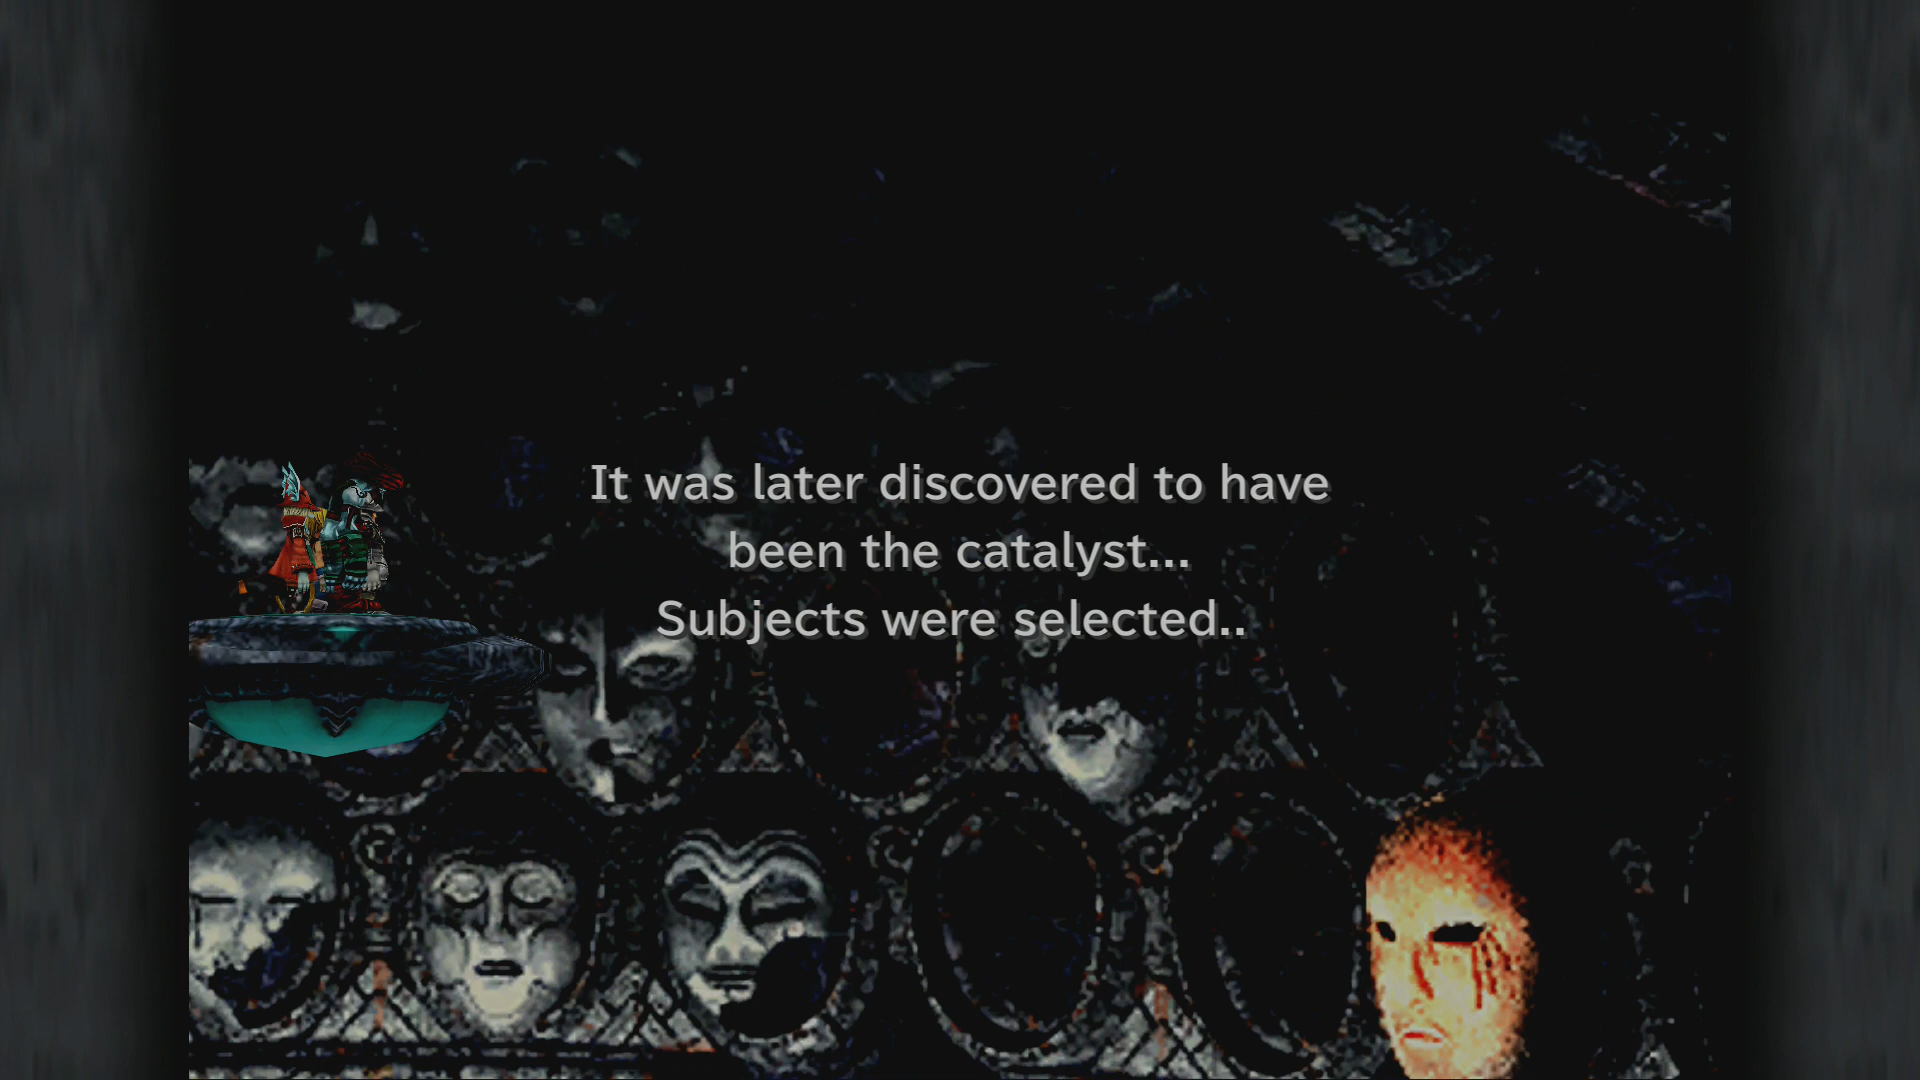 It was later discovered to have
been the catalyst...
Subjects were selected..